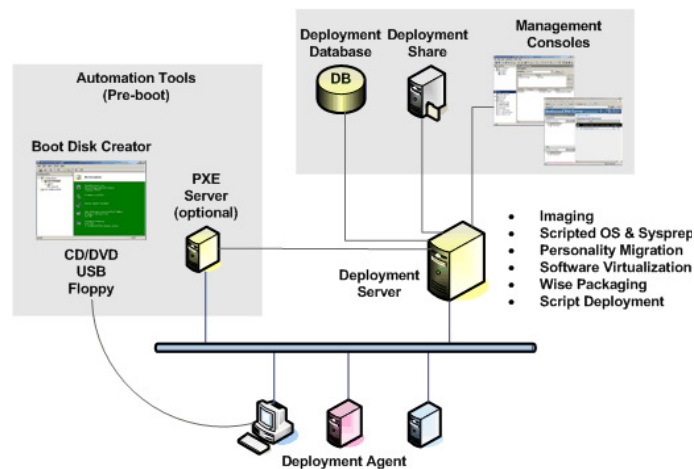 Deployment
Database
Deployment
Share
Management
Consoles
DB
Automation Tools
(Pre-boot)
Boot Disk Creator
PXE
Server
(optional)
CD/DVD
USB
Floppy
Deployment
Server
• Imaging
• Scripted OS & Sysprep
• Personality Migration
• Software Virtualization
• Wise Packaging
• Script Deployment
Deployment Agent